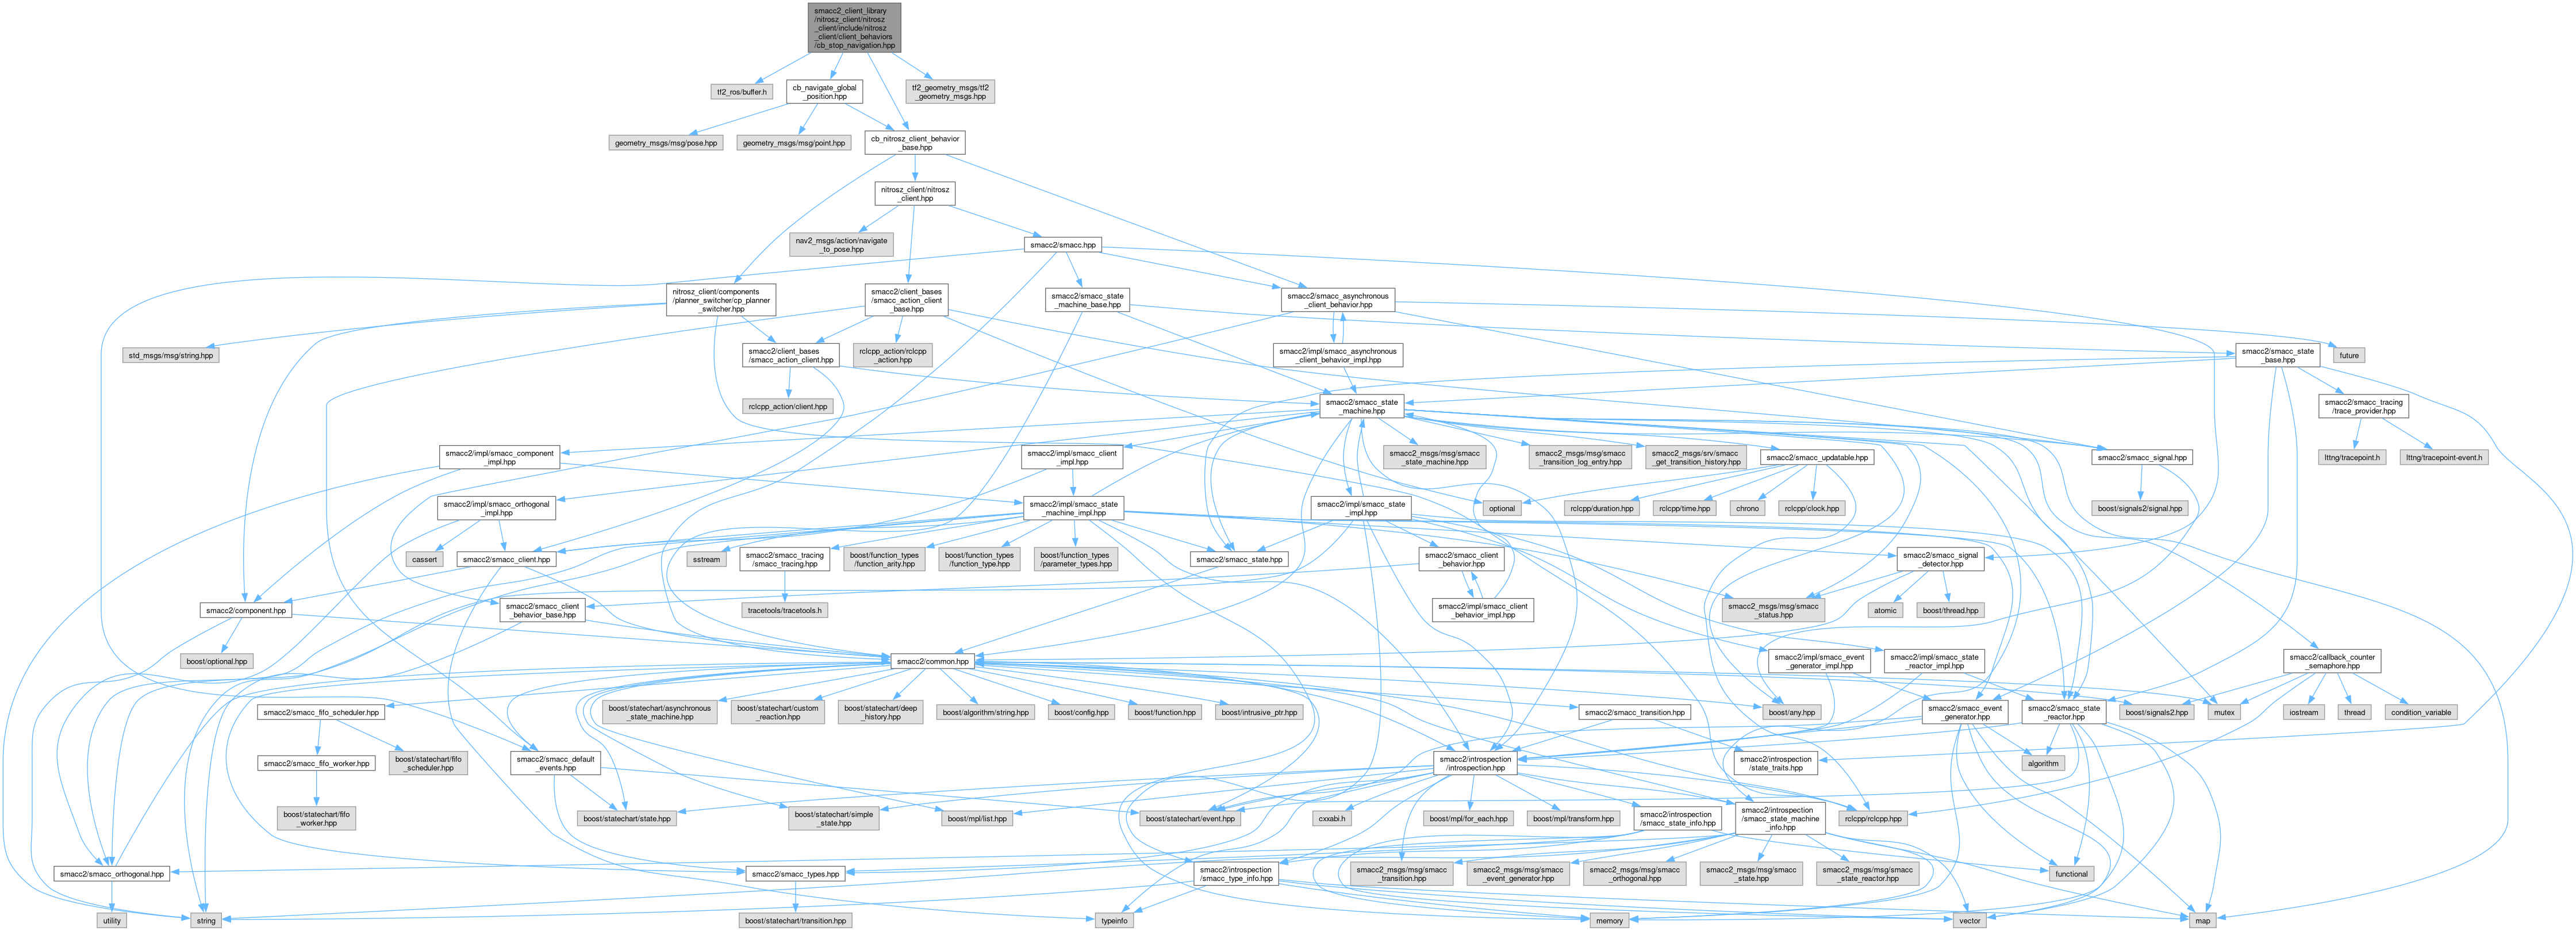 smacc2_client_library
/nitrosz_client/nitrosz
_client/include/nitrosz
_client/client_behaviors
/cb_stop_navigation.hpp
tf2_ros/buffer.h
cb_navigate_global
_position.hpp
tf2_geometry_msgs/tf2
_geometry_msgs.hpp
geometry_msgs/msg/pose.hpp
geometry_msgs/msg/point.hpp
cb_nitrosz_client_behavior
_base.hpp
nitrosz_client/nitrosz
_client.hpp
nav2_msgs/action/navigate
_to_pose.hpp
smacc2/smacc.hpp
nitrosz_client/components
/planner_switcher/cp_planner
_switcher.hpp
smacc2/client_bases
/smacc_action_client
_base.hpp
smacc2/smacc_state
_machine_base.hpp
smacc2/smacc_asynchronous
_client_behavior.hpp
std_msgs/msg/string.hpp
smacc2/client_bases
/smacc_action_client.hpp
rclcpp_action/rclcpp
_action.hpp
smacc2/impl/smacc_asynchronous
_client_behavior_impl.hpp
smacc2/smacc_state
_base.hpp
future
rclcpp_action/client.hpp
smacc2/smacc_state
_machine.hpp
smacc2/smacc_tracing
/trace_provider.hpp
smacc2/impl/smacc_component
_impl.hpp
smacc2/impl/smacc_client
_impl.hpp
smacc2_msgs/msg/smacc
_state_machine.hpp
smacc2_msgs/msg/smacc
_transition_log_entry.hpp
smacc2_msgs/srv/smacc
_get_transition_history.hpp
smacc2/smacc_updatable.hpp
smacc2/smacc_signal.hpp
lttng/tracepoint.h
lttng/tracepoint-event.h
smacc2/impl/smacc_orthogonal
_impl.hpp
smacc2/impl/smacc_state
_machine_impl.hpp
smacc2/impl/smacc_state
_impl.hpp
optional
rclcpp/duration.hpp
rclcpp/time.hpp
chrono
rclcpp/clock.hpp
boost/signals2/signal.hpp
cassert
smacc2/smacc_client.hpp
sstream
smacc2/smacc_tracing
/smacc_tracing.hpp
boost/function_types
/function_arity.hpp
boost/function_types
/function_type.hpp
boost/function_types
/parameter_types.hpp
smacc2/smacc_state.hpp
smacc2/smacc_client
_behavior.hpp
smacc2/smacc_signal
_detector.hpp
smacc2/component.hpp
smacc2/smacc_client
_behavior_base.hpp
tracetools/tracetools.h
smacc2/impl/smacc_client
_behavior_impl.hpp
smacc2_msgs/msg/smacc
_status.hpp
atomic
boost/thread.hpp
boost/optional.hpp
smacc2/common.hpp
smacc2/impl/smacc_event
_generator_impl.hpp
smacc2/impl/smacc_state
_reactor_impl.hpp
smacc2/callback_counter
_semaphore.hpp
smacc2/smacc_fifo_scheduler.hpp
boost/statechart/asynchronous
_state_machine.hpp
boost/statechart/custom
_reaction.hpp
boost/statechart/deep
_history.hpp
boost/algorithm/string.hpp
boost/config.hpp
boost/function.hpp
boost/intrusive_ptr.hpp
smacc2/smacc_transition.hpp
boost/any.hpp
smacc2/smacc_event
_generator.hpp
smacc2/smacc_state
_reactor.hpp
boost/signals2.hpp
mutex
iostream
thread
condition_variable
smacc2/smacc_fifo_worker.hpp
boost/statechart/fifo
_scheduler.hpp
smacc2/smacc_default
_events.hpp
smacc2/introspection
/introspection.hpp
smacc2/introspection
/state_traits.hpp
algorithm
boost/statechart/fifo
_worker.hpp
boost/statechart/state.hpp
boost/statechart/simple
_state.hpp
boost/mpl/list.hpp
boost/statechart/event.hpp
cxxabi.h
boost/mpl/for_each.hpp
boost/mpl/transform.hpp
smacc2/introspection
/smacc_state_info.hpp
smacc2/introspection
/smacc_state_machine
_info.hpp
rclcpp/rclcpp.hpp
smacc2/smacc_orthogonal.hpp
smacc2/smacc_types.hpp
smacc2/introspection
/smacc_type_info.hpp
smacc2_msgs/msg/smacc
_transition.hpp
smacc2_msgs/msg/smacc
_event_generator.hpp
smacc2_msgs/msg/smacc
_orthogonal.hpp
smacc2_msgs/msg/smacc
_state.hpp
smacc2_msgs/msg/smacc
_state_reactor.hpp
functional
utility
string
boost/statechart/transition.hpp
typeinfo
memory
vector
map